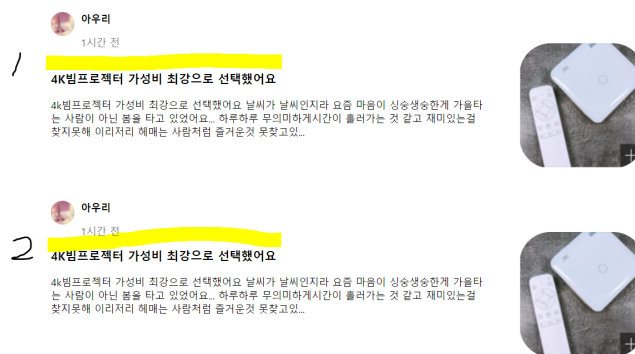 1
아우리
1시간 전
4K빔프로젝터 가성비 최강으로 선택했어요
4k빔프로젝터 가성비 최강으로 선택했어요 날씨가 날씨인지라 요즘 마음이 싱숭생숭한게 가을타
는 사람이 아닌 봄을 타고 있었어요... 하루하루 무의미하게시간이 흘러가는 것 같고 재미있는걸
찾지못해 이리저리 헤매는 사람처럼 즐거운것 못찾고있...
2
아우리
1시간 전
4K빔프로젝터 가성비 최강으로 선택했어요
4k빔프로젝터 가성비 최강으로 선택했어요 날씨가 날씨인지라 요즘 마음이 싱숭생숭한게 가을타
는 사람이 아닌 봄을 타고 있었어요... 하루하루 무의미하게시간이 흘러가는 것 같고 재미있는걸
찾지못해 이리저리 헤매는 사람처럼 즐거운것 못찾고있...